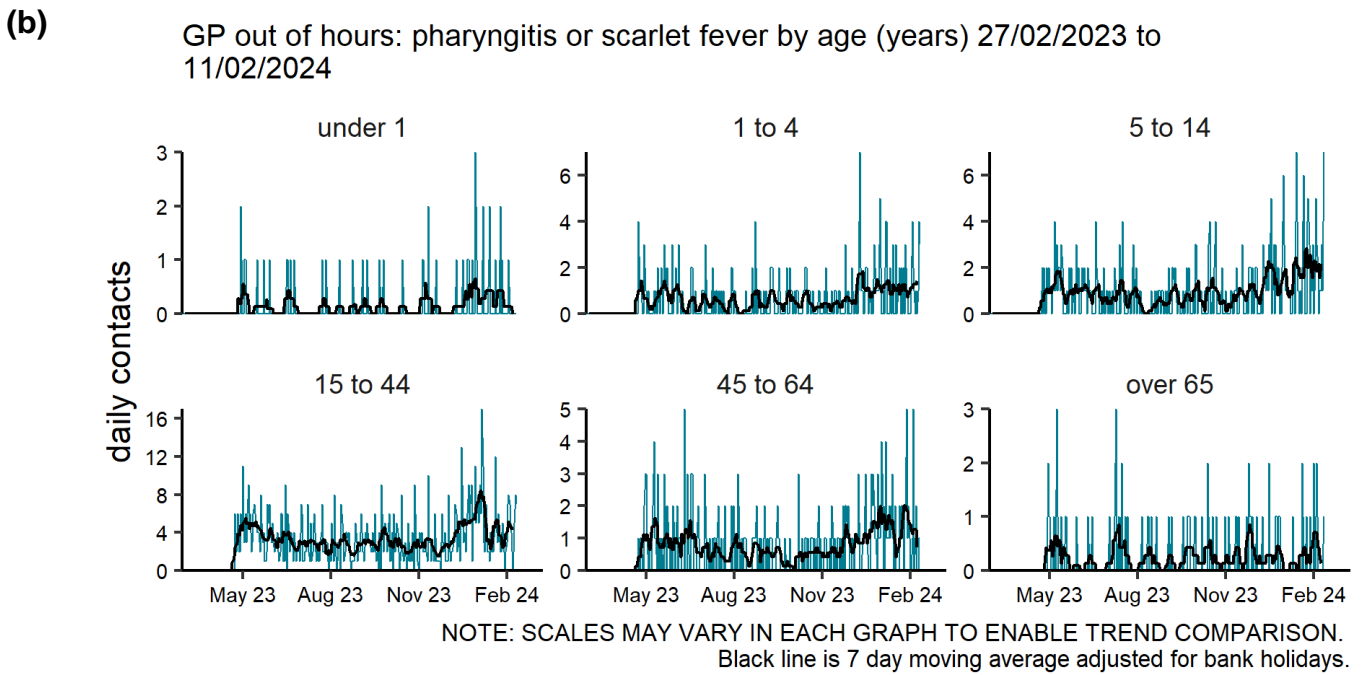 (b)
GP out of hours: pharyngitis or scarlet fever by age (years) 27/02/2023 to
11/02/2024
daily contacts
under 1
3
2
1
0
1 to 4
6
4
2
0
5 to 14
6
4
2
0
15 to 44
16
12
8
4
0
May 23 Aug 23 Nov 23 Feb 24
45 to 64
5
4
3
2
1
0
May 23 Aug 23 Nov 23 Feb 24
over 65
3
2
1
0
May 23 Aug 23 Nov 23 Feb 24
NOTE: SCALES MAY VARY IN EACH GRAPH TO ENABLE TREND COMPARISON.
Black line is 7 day moving average adjusted for bank holidays.